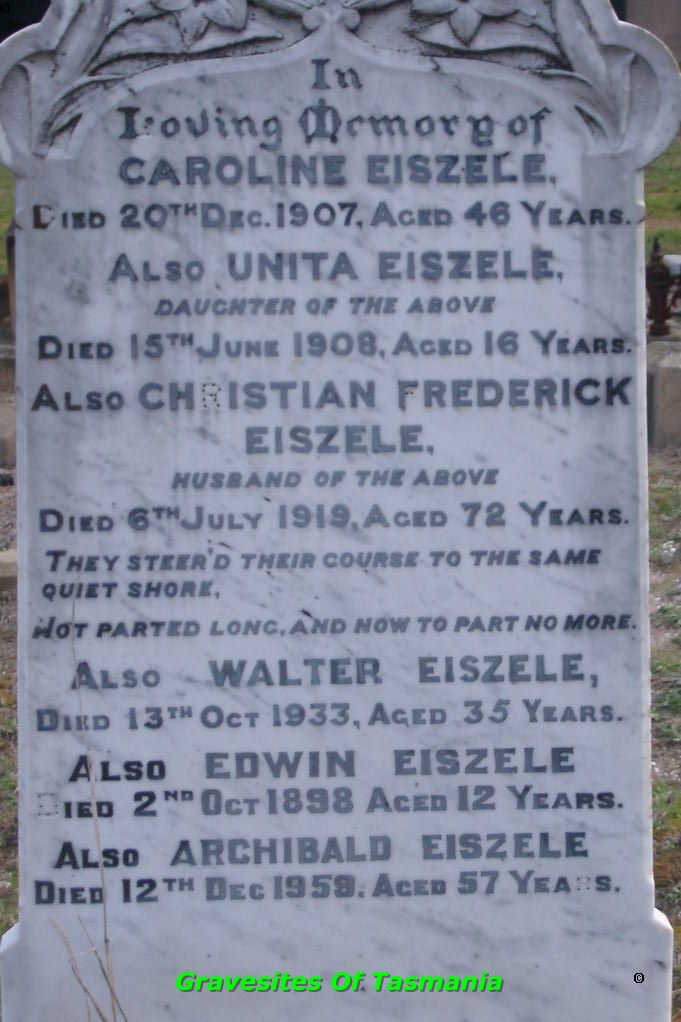 In
Loving Memory of
CAROLINE EISZELE,
DIED 20TH DEC. 1907, AGED 46 YEARS.
ALSO UNITA EISZELE,
DAUGHTER OF THE ABOVE
DIED 15TH JUNE 1908, AGED 16 YEARS.
ALSO CHRISTIAN FREDERICK
EISZELE,
HUSBAND OF THE ABOVE
DIED 6TH JULY 1919, AGED 72 YEARS.
THEY STEER'D THEIR COURSE TO THE SAME
QUIET SHORE,
NOT PARTED LONG, AND NOW TO PART NO MORE.
ALSO WALTER EISZELE,
DIED 13TH OCT 1933, AGED 35 YEARS.
ALSO EDWIN EISZELE
DIED 2ND OCT 1898 AGED 12 YEARS.
ALSO ARCHIBALD EISZELE
DIED 12TH DEC 1959. AGED 57 YEARS.
Gravesites Of Tasmania ©